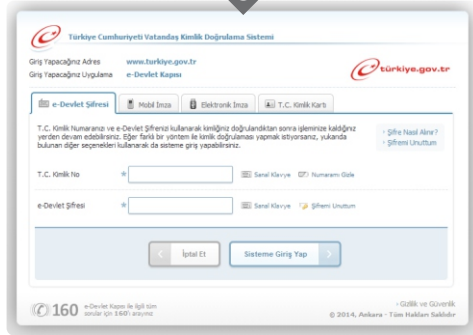 Türkiye Cumhuriyeti Vatandaş Kimlik Doğrulama Sistemi
Giriş Yapacağınız Adres www.turkiye.gov.tr
Giriş Yapacağınız Uygulama e-Devlet Kapısı
türkiye.gov.tr
e-Devlet Şifresi Mobil İmza Elektronik İmza T.C. Kimlik Kartı
T.C. Kimlik Numaranızı ve e-Devlet Şifrenizi kullanarak kimliğiniz doğrulandıktan sonra işleminize kaldığınız
yerden devam edebilirsiniz. Eğer farklı bir yöntem ile kimlik doğrulaması yapmak istiyorsanız, yukarıda
bulunan diğer seçenekleri kullanarak da sisteme giriş yapabilirsiniz.
Şifre Nasıl Alınır?
Şifremi Unuttum
T.C. Kimlik No * Sanal Klavye Numaramı Gizle
e-Devlet Şifresi * Sanal Klavye Şifremi Unuttum
İptal Et Sisteme Giriş Yap
160 e-Devlet Kapısı ile ilgili tüm
sorular için 160'ı arayınız
Gizlilik ve Güvenlik
© 2014, Ankara - Tüm Hakları Saklıdır